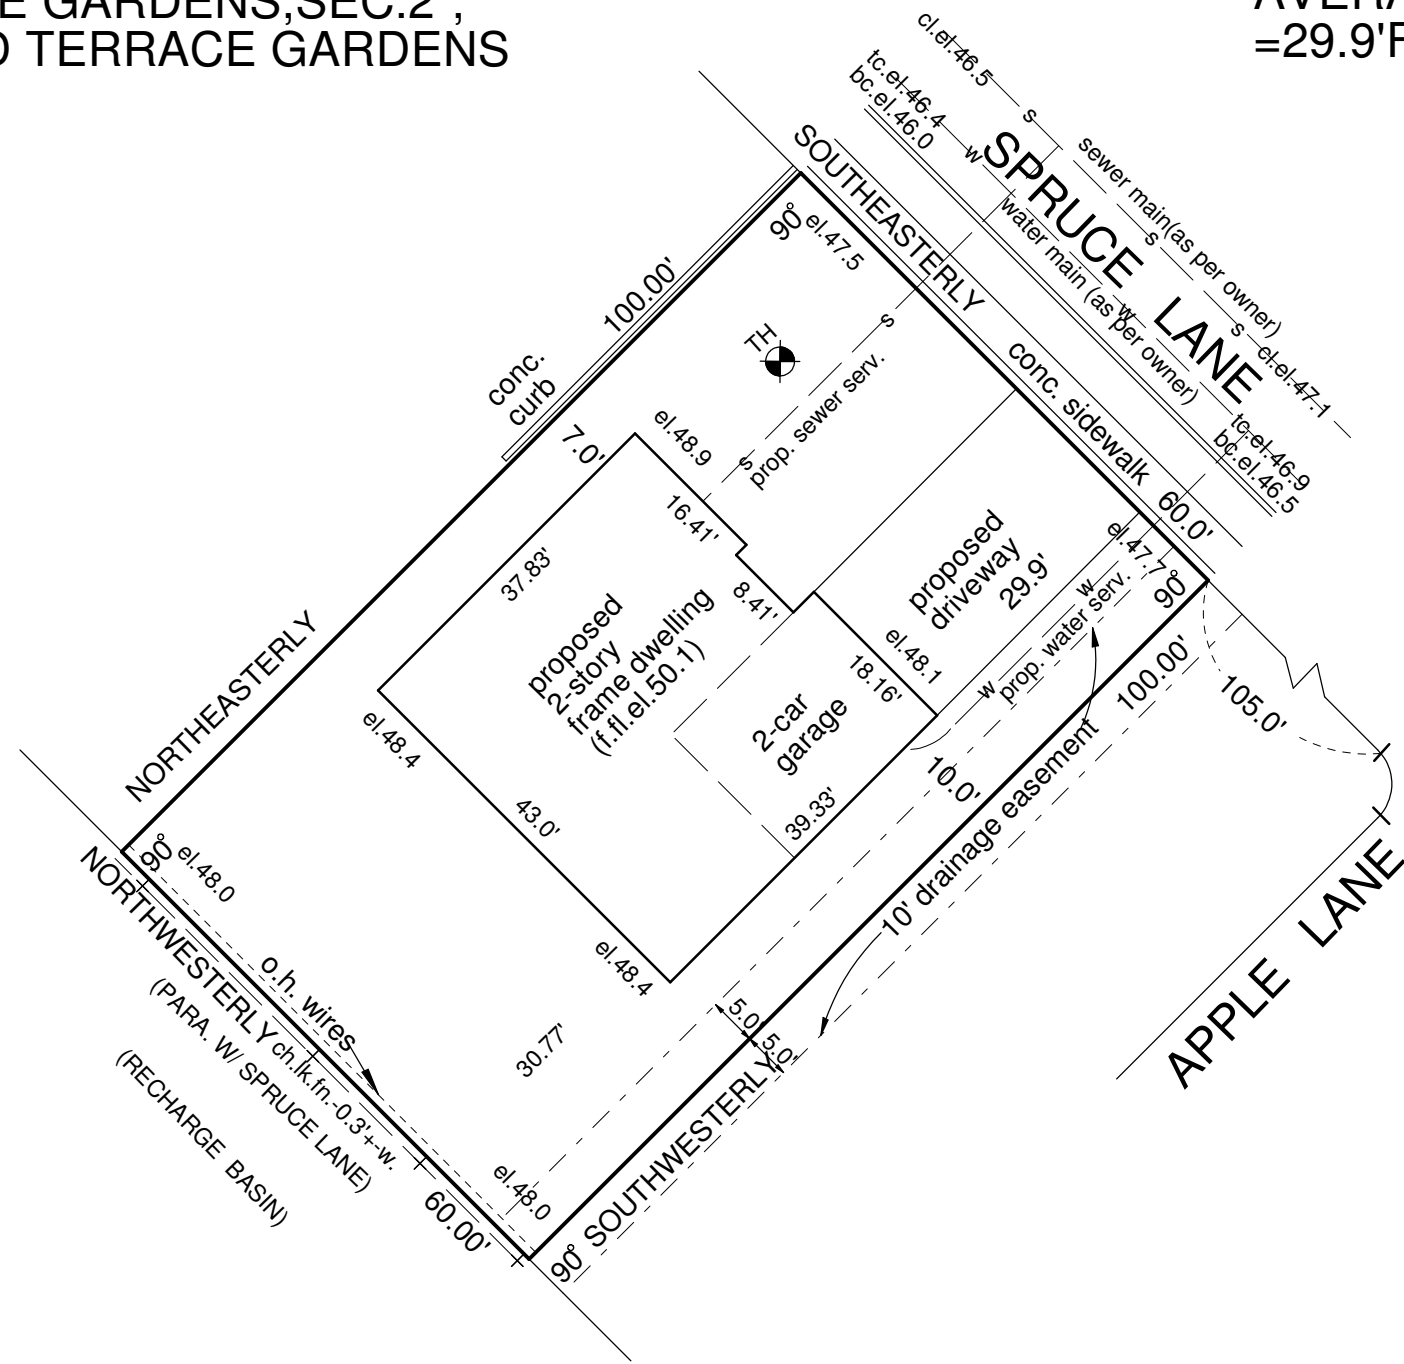 E GARDENS,SEC.2",
TERRACE GARDENS
=29.9'
cl.el.46.5
tc.el.46.4
bc.el.46.0
s
w
SPRUCE LANE
sewer main(as per owner)
s
water main (as per owner)
w
s
cl.el.47.1
tc.el.46.9
bc.el.46.5
SOUTHEASTERLY
conc. sidewalk
60.0'
90°
el.47.5
100.00'
conc.
curb
TH
s
prop. sewer serv.
s
7.0'
el.48.9
16.41'
8.41'
37.83'
proposed
2-story
frame dwelling
(f.fl.el.50.1)
proposed
driveway
29.9'
el.47.7
90°
w
prop. water serv.
w
el.48.1
18.16'
2-car
garage
39.33'
10.0'
100.00'
10' drainage easement
105.0'
APPLE LANE
NORTHEASTERLY
el.48.4
43.0'
el.48.4
30.77'
5.0'
5.0'
90°
el.48.0
NORTHWESTERLY
(PARA. W/ SPRUCE LANE)
(RECHARGE BASIN)
o.h. wires
ch.lk.fn.-0.3'+-w.
60.00'
el.48.0
90°
SOUTHWESTERLY